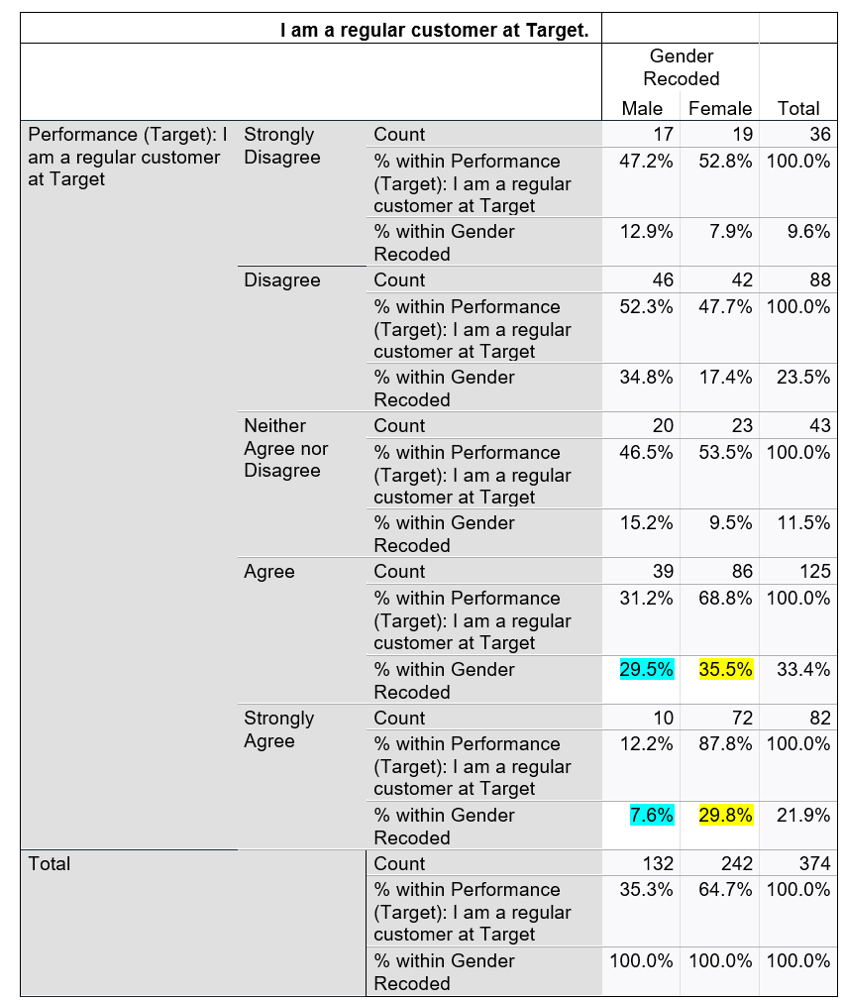 I am a regular customer at Target.
Gender
Recoded
Male Female Total
Performance (Target): I Strongly Count 17 19 36
am a regular customer Disagree % within Performance 47.2% 52.8% 100.0%
at Target (Target): I am a regular
customer at Target
% within Gender 12.9% 7.9% 9.6%
Recoded
Disagree Count 46 42 88
% within Performance 52.3% 47.7% 100.0%
(Target): I am a regular
customer at Target
% within Gender 34.8% 17.4% 23.5%
Recoded
Neither Count 20 23 43
Agree nor % within Performance 46.5% 53.5% 100.0%
Disagree (Target): I am a regular
customer at Target
% within Gender 15.2% 9.5% 11.5%
Recoded
Agree Count 39 86 125
% within Performance 31.2% 68.8% 100.0%
(Target): I am a regular
customer at Target
% within Gender 29.5% 35.5% 33.4%
Recoded
Strongly Count 10 72 82
Agree % within Performance 12.2% 87.8% 100.0%
(Target): I am a regular
customer at Target
% within Gender 7.6% 29.8% 21.9%
Recoded
Total Count 132 242 374
% within Performance 35.3% 64.7% 100.0%
(Target): I am a regular
customer at Target
% within Gender 100.0% 100.0% 100.0%
Recoded